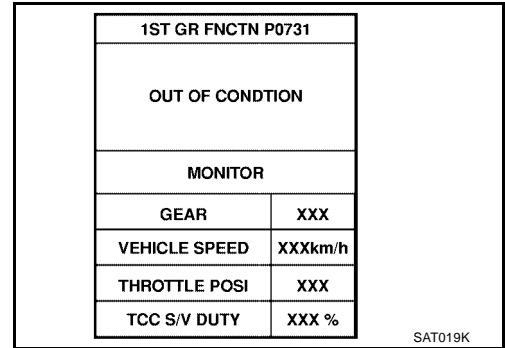 1ST GR FNCTN P0731
OUT OF CONDTION
MONITOR
GEAR XXX
VEHICLE SPEED XXXkm/h
THROTTLE POSI XXX
TCC S/V DUTY XXX %
SAT019K